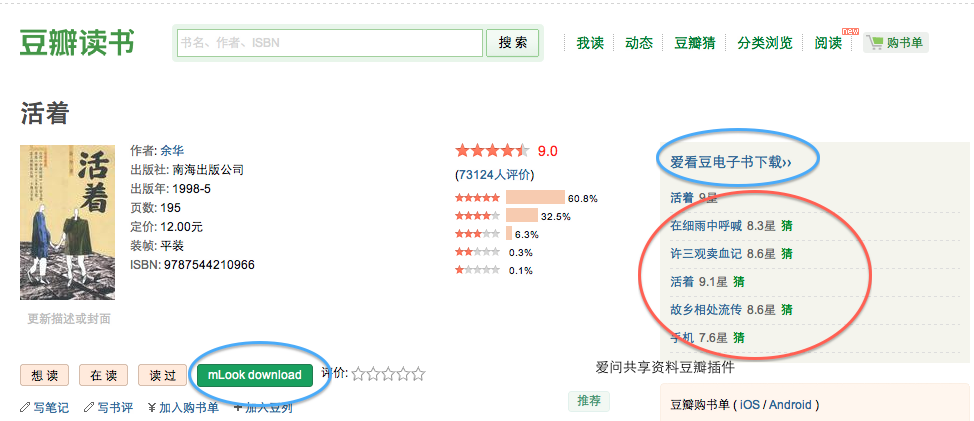 豆瓣读书
书名、作者、ISBN
搜 索
我读 动态 豆瓣猜 分类浏览 阅读 new 购书单
活着
活着
作者: 余华
出版社: 南海出版公司
出版年: 1998-5
页数: 195
定价: 12.00元
装帧: 平装
ISBN: 9787544210966
更新描述或封面
9.0
(73124人评价)
60.8%
32.5%
6.3%
0.3%
0.1%
爱看豆电子书下载››
活着 9星
在细雨中呼喊 8.3星 猜
许三观卖血记 8.6星 猜
活着 9.1星 猜
故乡相处流传 8.6星 猜
手机 7.6星 猜
爱问共享资料豆瓣插件
想 读 在 读 读 过 mLook download 评价:
写笔记 写书评 ¥ 加入购书单 + 加入豆列
推荐
豆瓣购书单 ( iOS / Android )